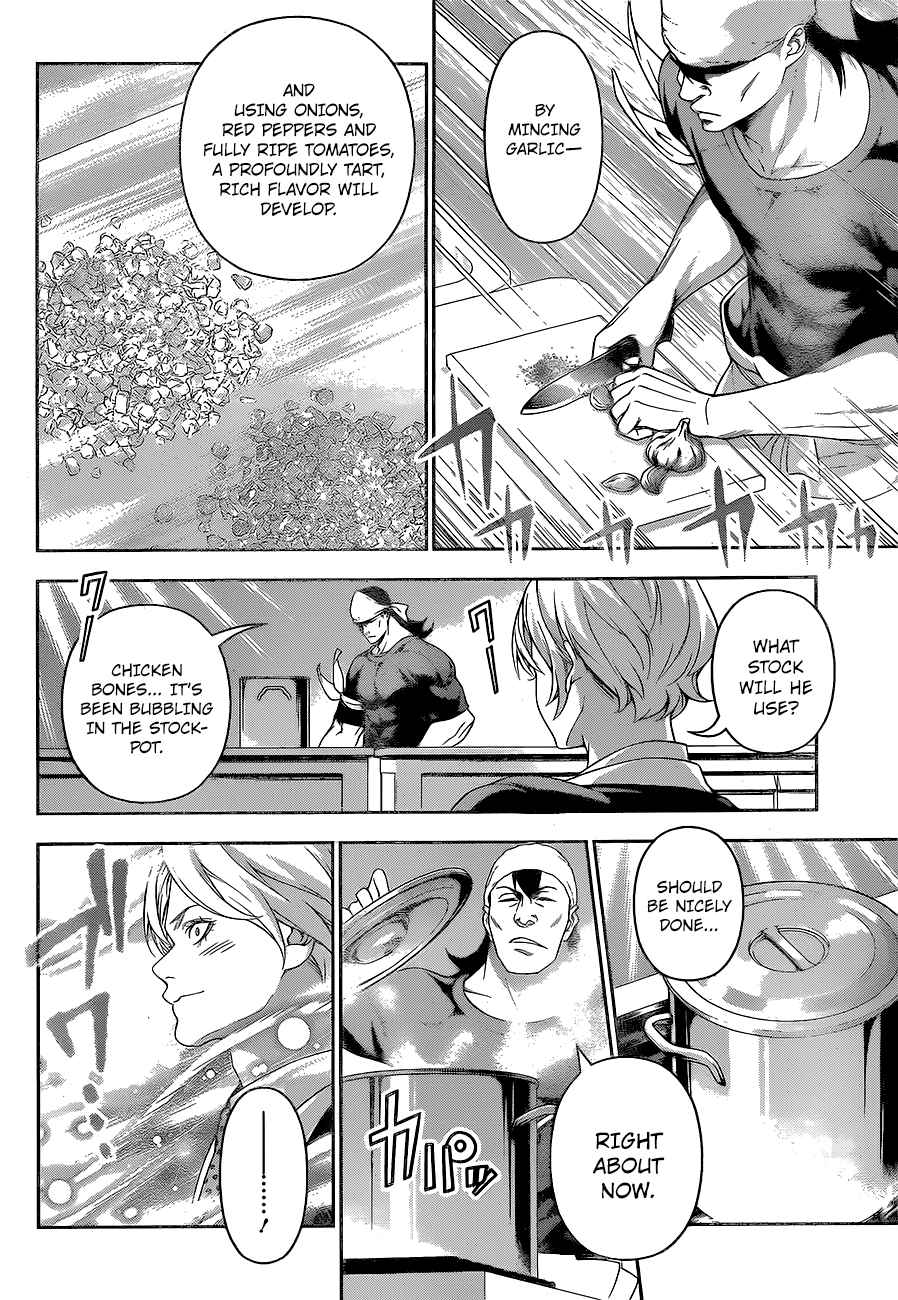 BY
MINCING
GARLIC—
カカカカカカ
AND
USING ONIONS,
RED PEPPERS AND
FULLY RIPE TOMATOES,
A PROFOUNDLY TART,
RICH FLAVOR WILL
DEVELOP.
WHAT
STOCK
WILL HE
USE?
CHICKEN
BONES... IT'S
BEEN BUBBLING
IN THE STOCK-
POT.
SHOULD
BE NICELY
DONE...
RIGHT
ABOUT
NOW.
カパッ